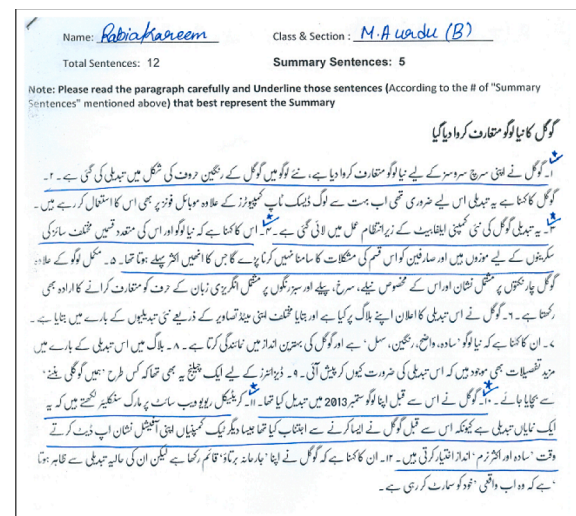 Name: Rabia Kareem Class & Section : M.A urdu (B)
Total Sentences: 12 Summary Sentences: 5
Note: Please read the paragraph carefully and Underline those sentences (According to the # of "Summary
Sentences" mentioned above) that best represent the Summary
گوگل کا نیا لوگو متعارف کروا دیا گیا
۱۔ گوگل نے اپنی سرچ سروسز کے لیے نیا لوگو متعارف کروا دیا ہے، نئے لوگو میں گوگل کے رنگین حروف کی شکل میں تبدیلی کی گئی ہے۔ ۲۔
گوگل کا کہنا ہے یہ تبدیلی اس لیے ضروری تھی اب بہت سے لوگ ڈیسک ٹاپ کمپیوٹرز کے علاوہ موبائل فونز پر بھی اس کا استعمال کر رہے ہیں۔
۳۔ یہ تبدیلی گوگل کی نئی کمپنی ایلفابیٹ کے زیر انتظام عمل میں لائی گئی ہے۔ ۴۔ اس کا کہنا ہے کہ نیا لوگو اور اس کی متعدد قسمیں مختلف سائز کی
سکرینوں کے لیے موزوں ہیں اور صارفین کو اس قسم کی مشکلات کا سامنا نہیں کرنا پڑے گا جس کا انھیں اکثر پہلے ہوتا تھا۔ ۵۔ مکمل لوگو کے علاوہ
گوگل چار رنگوں پر مشتمل نشان اور اس کے مخصوص نیلے، سرخ، پیلے اور سبز رنگوں پر مشتمل انگریزی زبان کے حرف کو متعارف کرانے کا ارادہ بھی
رکھتا ہے۔ ۶۔ گوگل نے اس تبدیلی کا اعلان اپنے بلاگ پر کیا ہے اور بتایا مختلف اینی میٹڈ تصاویر کے ذریعے نئی تبدیلیوں کے بارے میں بتایا ہے۔
۷۔ ان کا کہنا ہے کہ نیا لوگو 'سادہ، واضح، رنگین، سہل' ہے اور گوگل کی بہترین انداز میں نمائندگی کرتا ہے۔ ۸۔ بلاگ میں اس تبدیلی کے بارے میں
مزید تفصیلات بھی موجود ہیں کہ اس تبدیلی کی ضرورت کیوں کر پیش آئی۔ ۹۔ ڈیزائنرز کے لیے ایک چیلنج یہ بھی تھا کہ کس طرح 'ہمیں گوگلی بننے'
سے بچایا جائے۔ ۱۰۔ گوگل نے اس سے قبل اپنا لوگو ستمبر 2013 میں تبدیل کیا تھا۔ ۱۱۔ کریٹیکل ریویو ویب سائٹ پر مارک سنکلیئر لکھتے ہیں کہ یہ
ایک نمایاں تبدیلی ہے کیونکہ اس سے قبل گوگل نے ایسا کرنے سے اجتناب کیا تھا جیسا دیگر ٹیک کمپنیاں اپنی آفیشل نشان اپ ڈیٹ کرتے
وقت 'سادہ اور اکثر نرم' انداز اختیار کرتی ہیں۔ ۱۲۔ ان کا کہنا ہے کہ گوگل نے اپنا 'جارحانہ برتاؤ' قائم رکھا ہے لیکن ان کی حالیہ تبدیلی سے ظاہر ہوتا
ہے کہ وہ اب واقعی 'خود کو سمارٹ کر رہی ہے۔